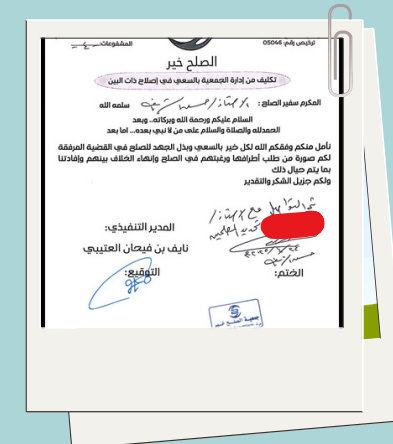 ترخيص رقم: 05046
المشفوعات:
الصلح خير
تكليف من إدارة الجمعية بالسعي في إصلاح ذات البين
المكرم سفير الصلح : سلمه الله
السلام عليكم ورحمة الله وبركاته.. وبعد
الحمدلله والصلاة والسلام على من لا نبي بعده... اما بعد
نأمل منكم وفقكم الله لكل خير بالسعي وبذل الجهد للصلح في القضية المرفقة
لكم صورة من طلب أطرافها ورغبتهم في الصلح وإنهاء الخلاف بينهم وإفادتنا
بما يتم حيال ذلك
ولكم جزيل الشكر والتقدير
تم التواصل مع
المدير التنفيذي:
نايف بن فيحان العتيبي
التوقيع:
الختم: